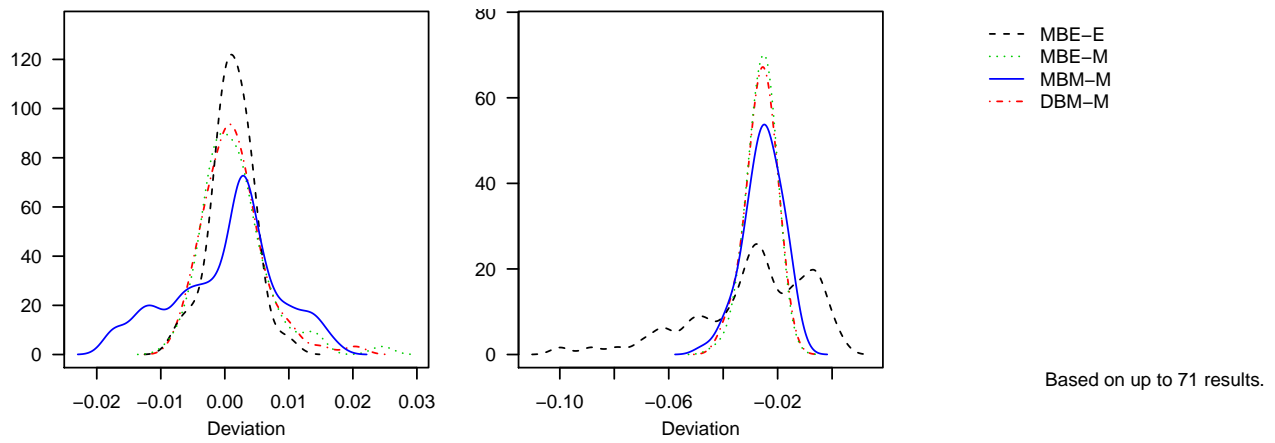 120
100
80
60
40
20
0
−0.02 −0.01 0.00 0.01 0.02 0.03
Deviation
80
60
40
20
0
−0.10 −0.06 −0.02
Deviation
MBE−E
MBE−M
MBM−M
DBM−M
Based on up to 71 results.